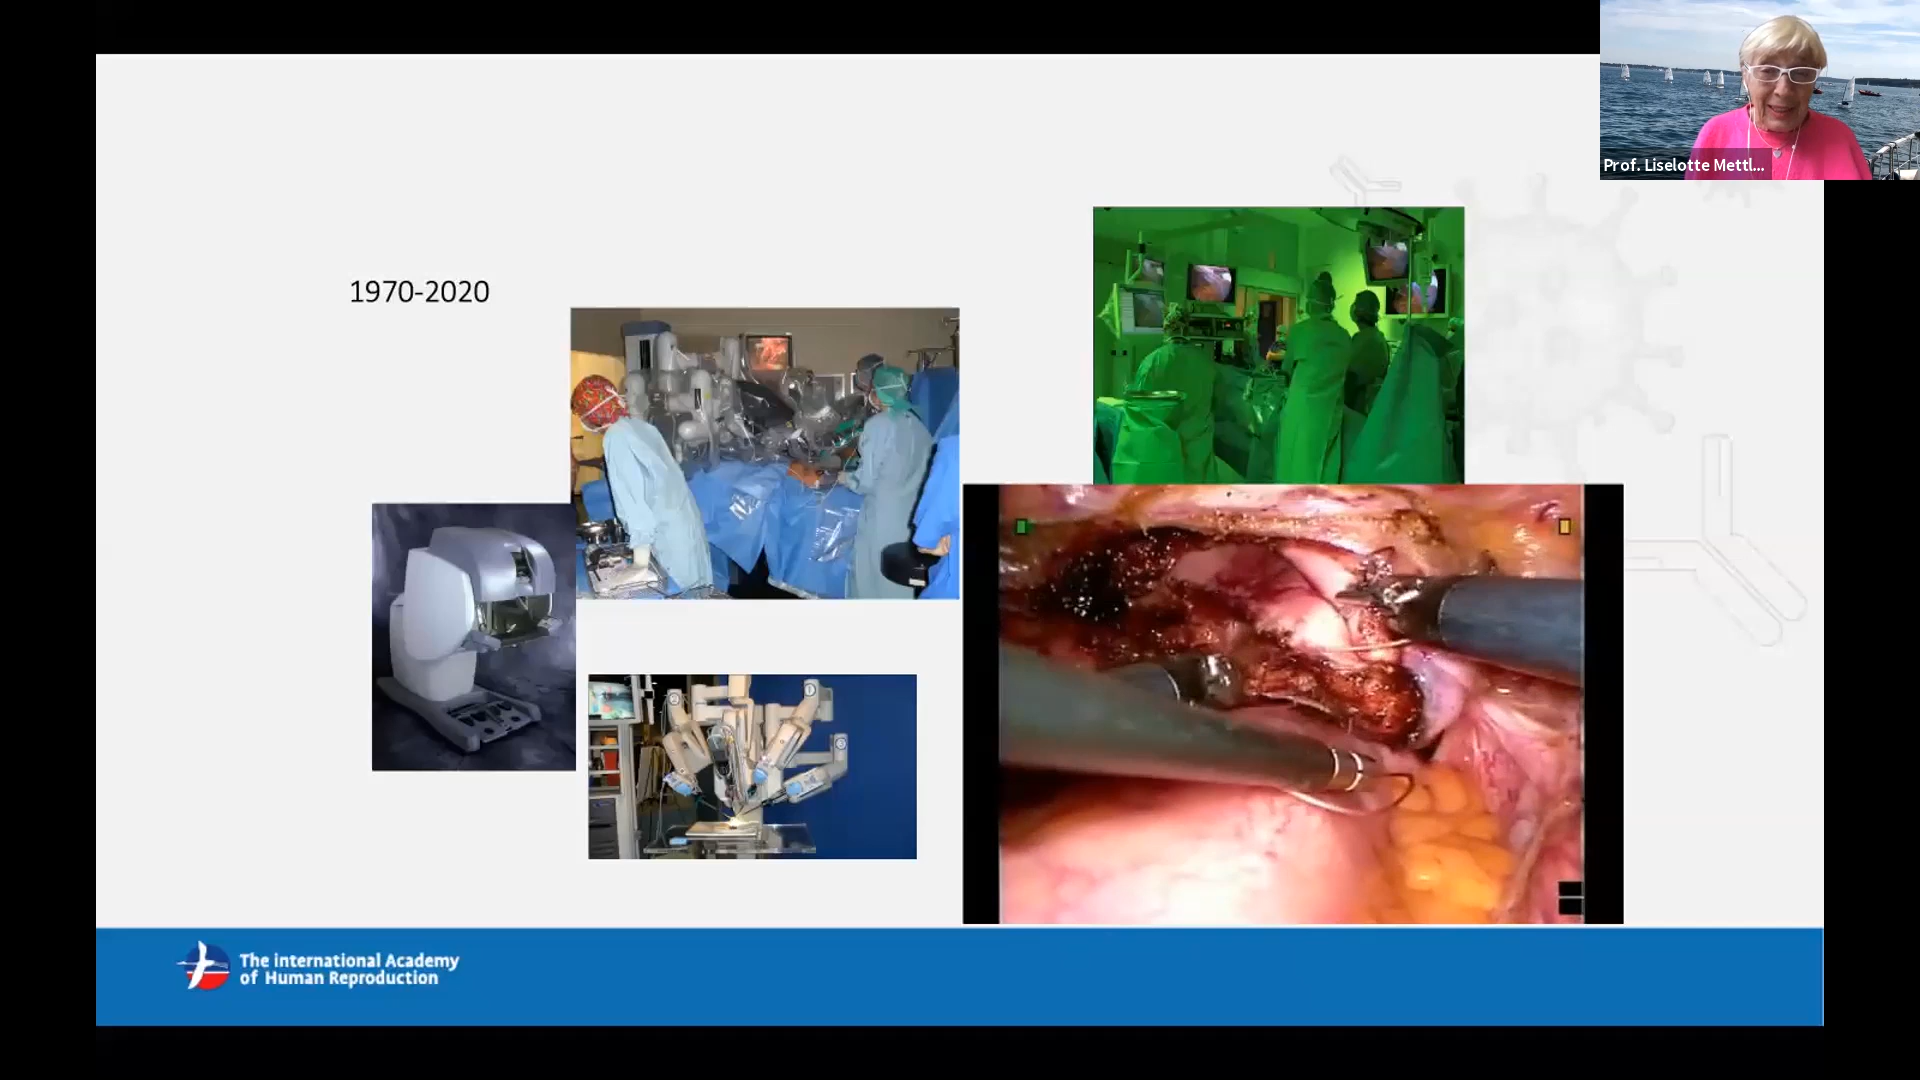 Prof. Liselotte Mettl...
1970-2020
The international Academy
of Human Reproduction